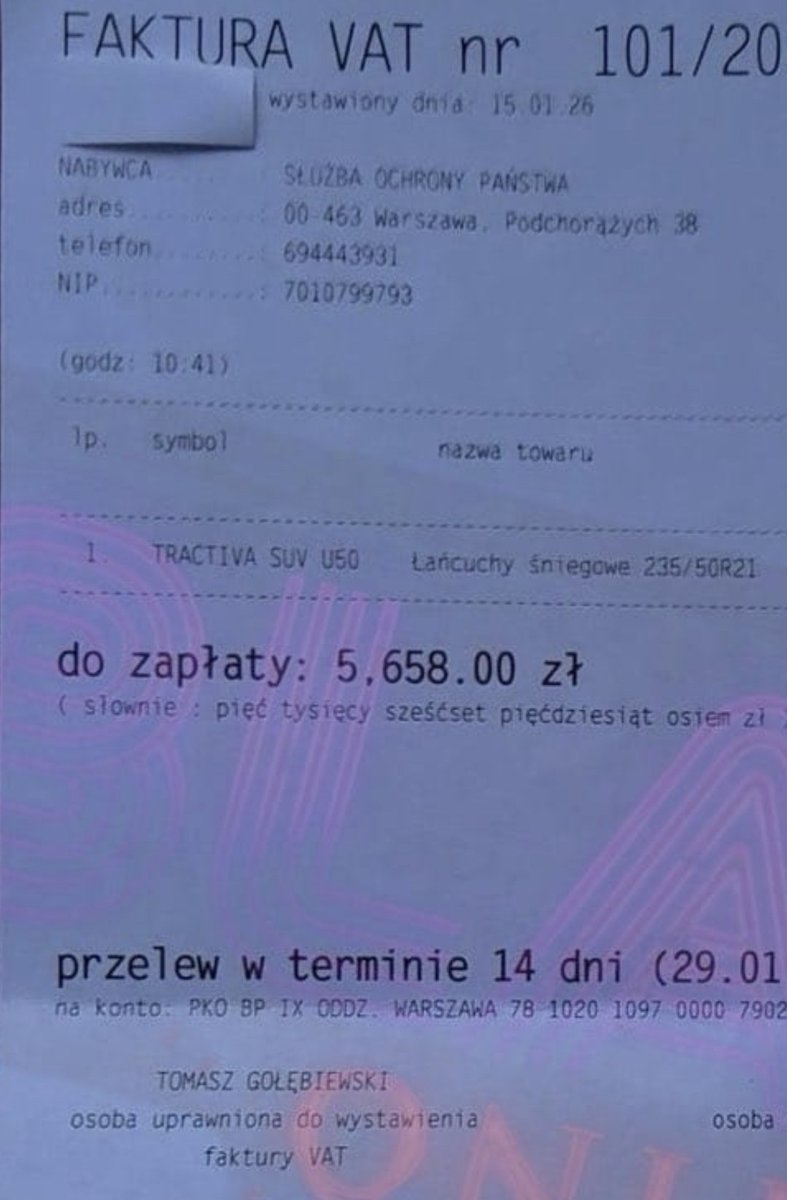 FAKTURA VAT nr 101/20
wystawiony dnia: 15.01.26
NABYWCA : SŁUŻBA OCHRONY PAŃSTWA
adres...........: 00-463 Warszawa, Podchorążych 38
telefon.........: 694443931
NIP.............: 7010799793
(godz: 10:41)
lp. symbol nazwa towaru
1. TRACTIVA SUV U50 Łańcuchy śniegowe 235/50R21
do zapłaty: 5,658.00 zł
( słownie : pięć tysięcy sześćset pięćdziesiąt osiem zł )
przelew w terminie 14 dni (29.01
na konto: PKO BP IX ODDZ. WARSZAWA 78 1020 1097 0000 7902
TOMASZ GOŁĘBIEWSKI
osoba uprawniona do wystawienia osoba
faktury VAT